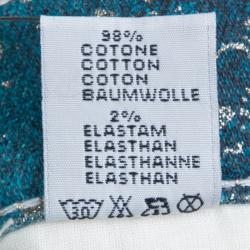 98%
COTONE
COTTON
COTON
BAUMWOLLE
2%
ELASTAM
ELASTHAN
ELASTHANNE
ELASTHAN
30